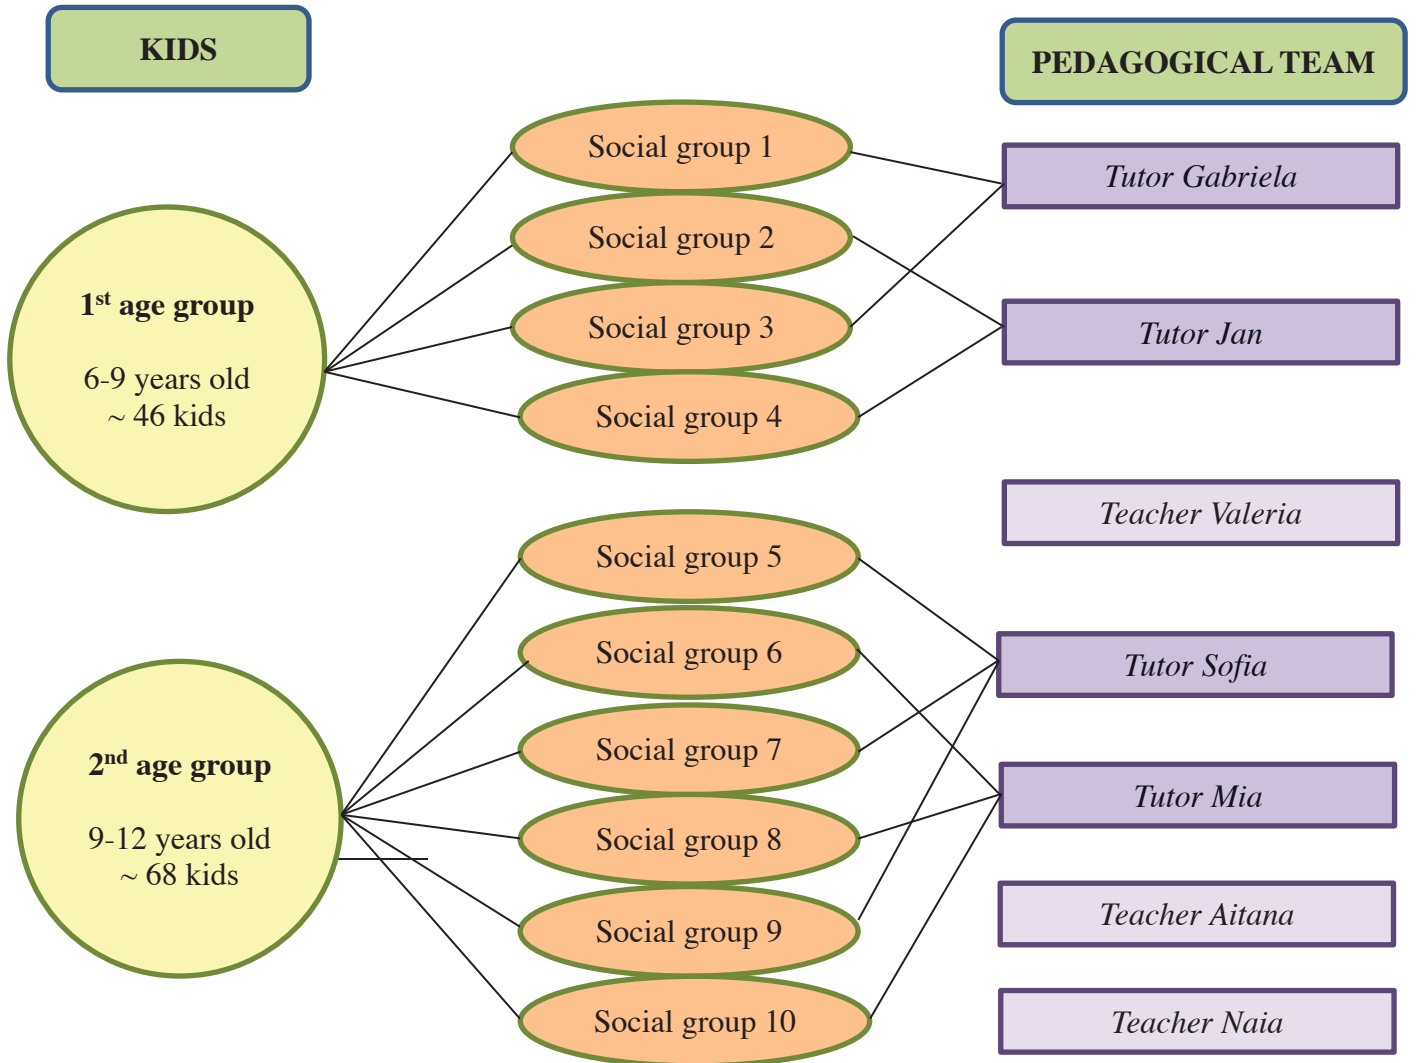 KIDS
PEDAGOGICAL TEAM
1st age group
6-9 years old
~ 46 kids
Social group 1
Social group 2
Social group 3
Social group 4
Tutor Gabriela
Tutor Jan
Teacher Valeria
2nd age group
9-12 years old
~ 68 kids
Social group 5
Social group 6
Social group 7
Social group 8
Social group 9
Social group 10
Tutor Sofia
Tutor Mia
Teacher Aitana
Teacher Naia